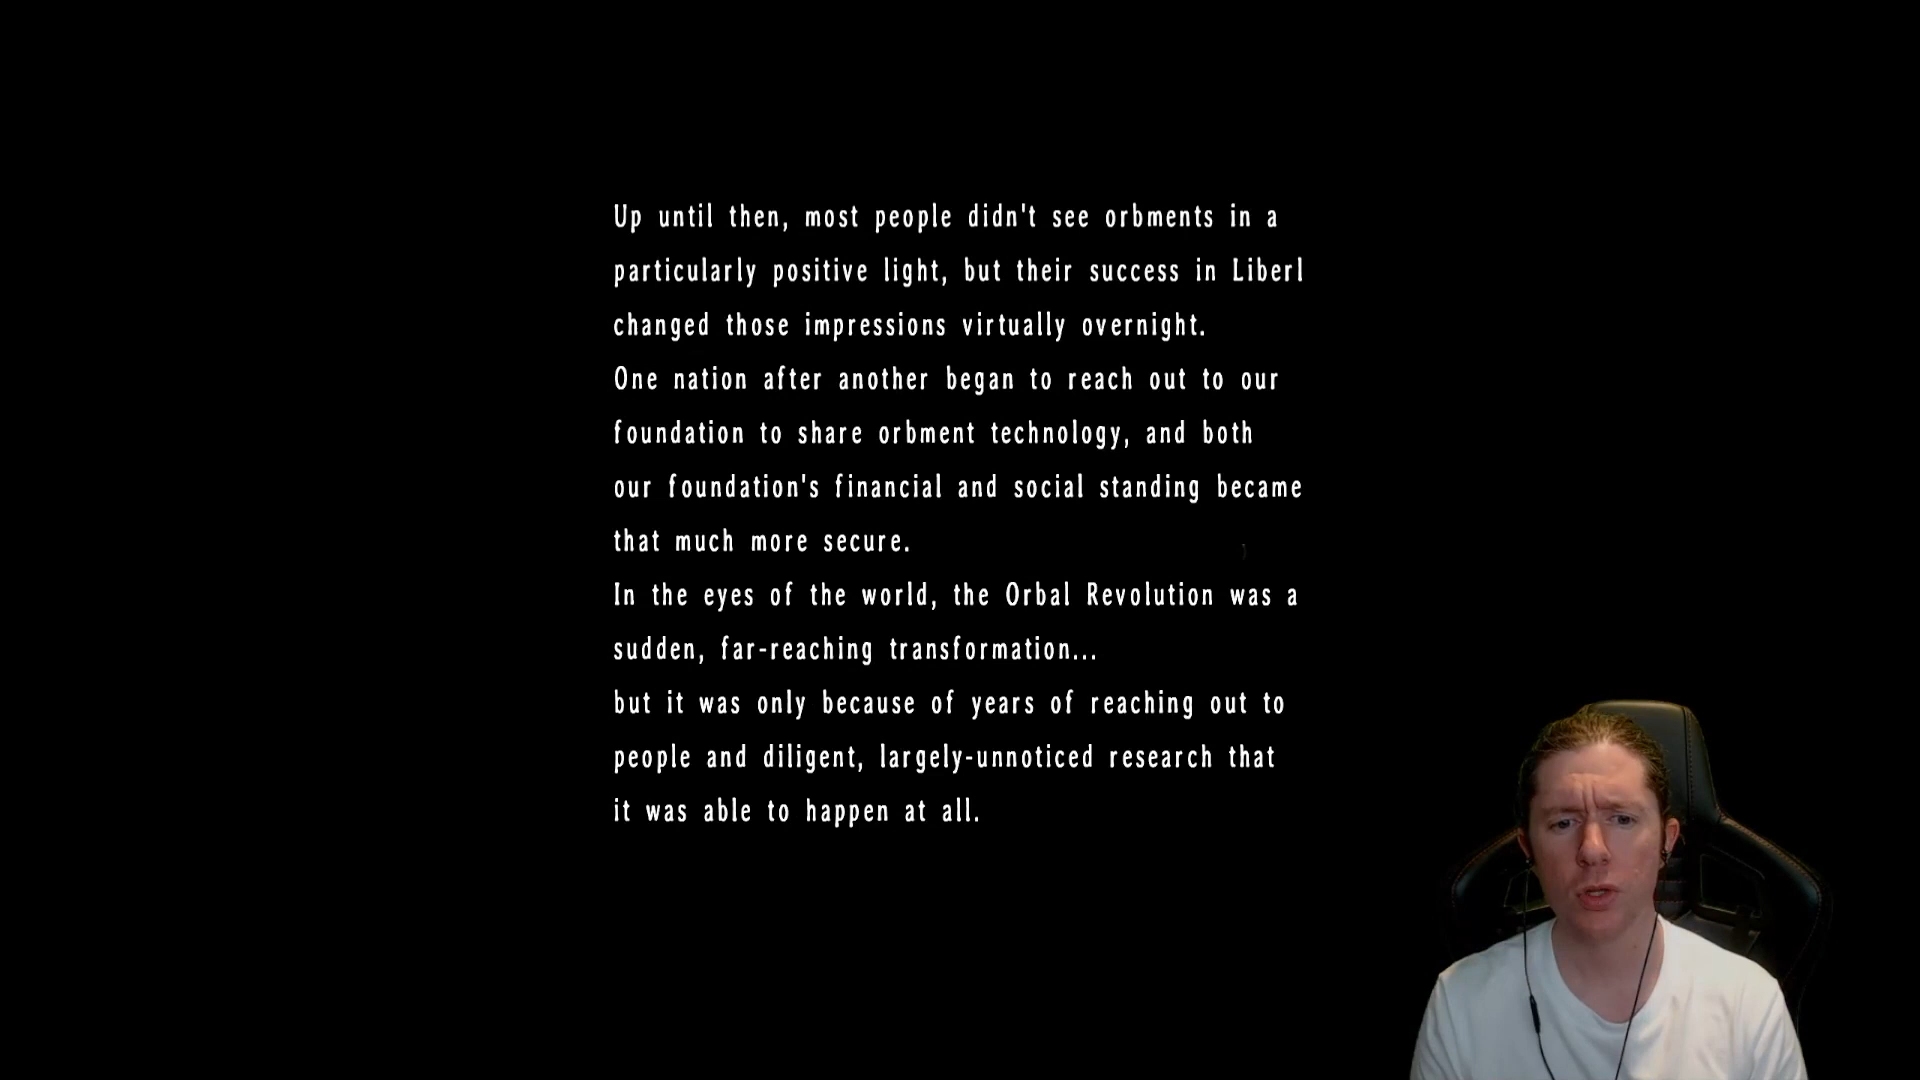 Up until then, most people didn't see orbments in a
particularly positive light, but their success in Liberl
changed those impressions virtually overnight.
One nation after another began to reach out to our
foundation to share orbment technology, and both
our foundation's financial and social standing became
that much more secure.
In the eyes of the world, the Orbal Revolution was a
sudden, far-reaching transformation...
but it was only because of years of reaching out to
people and diligent, largely-unnoticed research that
it was able to happen at all.